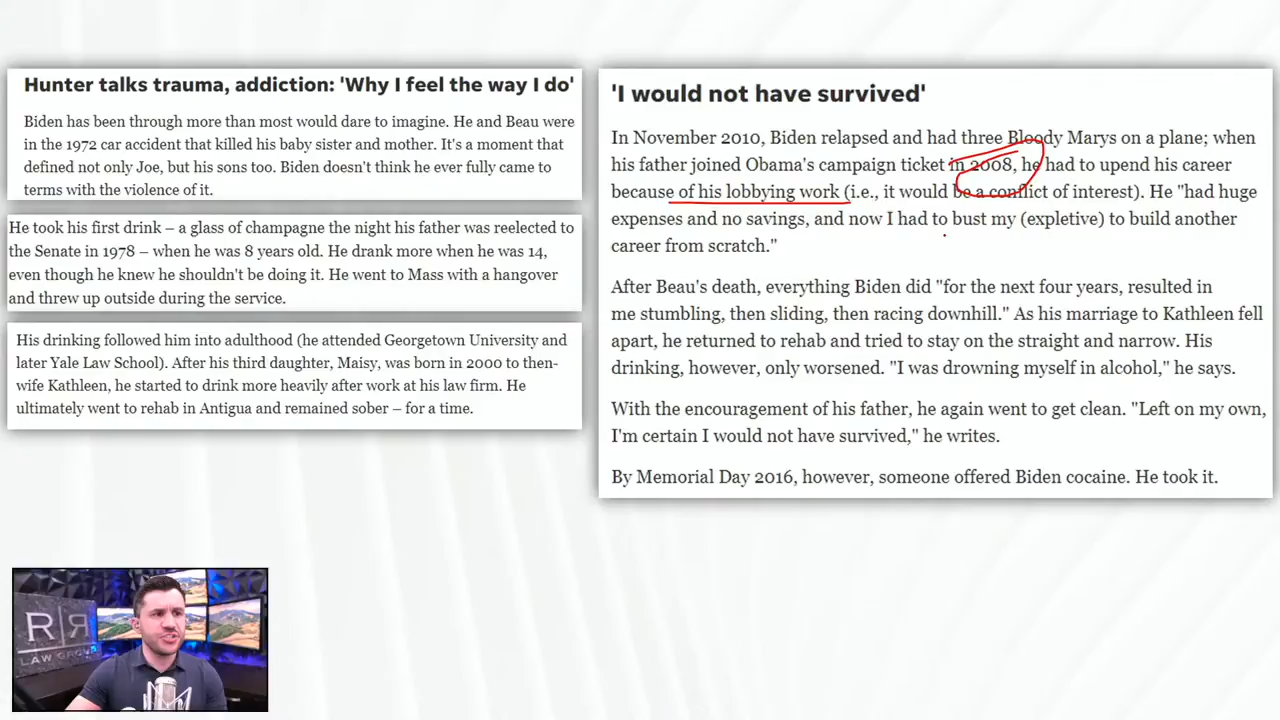 Hunter talks trauma, addiction: 'Why I feel the way I do'
Biden has been through more than most would dare to imagine. He and Beau were
in the 1972 car accident that killed his baby sister and mother. It's a moment that
defined not only Joe, but his sons too. Biden doesn't think he ever fully came to
terms with the violence of it.
He took his first drink – a glass of champagne the night his father was reelected to
the Senate in 1978 – when he was 8 years old. He drank more when he was 14,
even though he knew he shouldn't be doing it. He went to Mass with a hangover
and threw up outside during the service.
His drinking followed him into adulthood (he attended Georgetown University and
later Yale Law School). After his third daughter, Maisy, was born in 2000 to then-
wife Kathleen, he started to drink more heavily after work at his law firm. He
ultimately went to rehab in Antigua and remained sober – for a time.
'I would not have survived'
In November 2010, Biden relapsed and had three Bloody Marys on a plane; when
his father joined Obama's campaign ticket in 2008, he had to upend his career
because of his lobbying work (i.e., it would be a conflict of interest). He "had huge
expenses and no savings, and now I had to bust my (expletive) to build another
career from scratch."
After Beau's death, everything Biden did "for the next four years, resulted in
me stumbling, then sliding, then racing downhill." As his marriage to Kathleen fell
apart, he returned to rehab and tried to stay on the straight and narrow. His
drinking, however, only worsened. "I was drowning myself in alcohol," he says.
With the encouragement of his father, he again went to get clean. "Left on my own,
I'm certain I would not have survived," he writes.
By Memorial Day 2016, however, someone offered Biden cocaine. He took it.
R|R
LAW GROUP